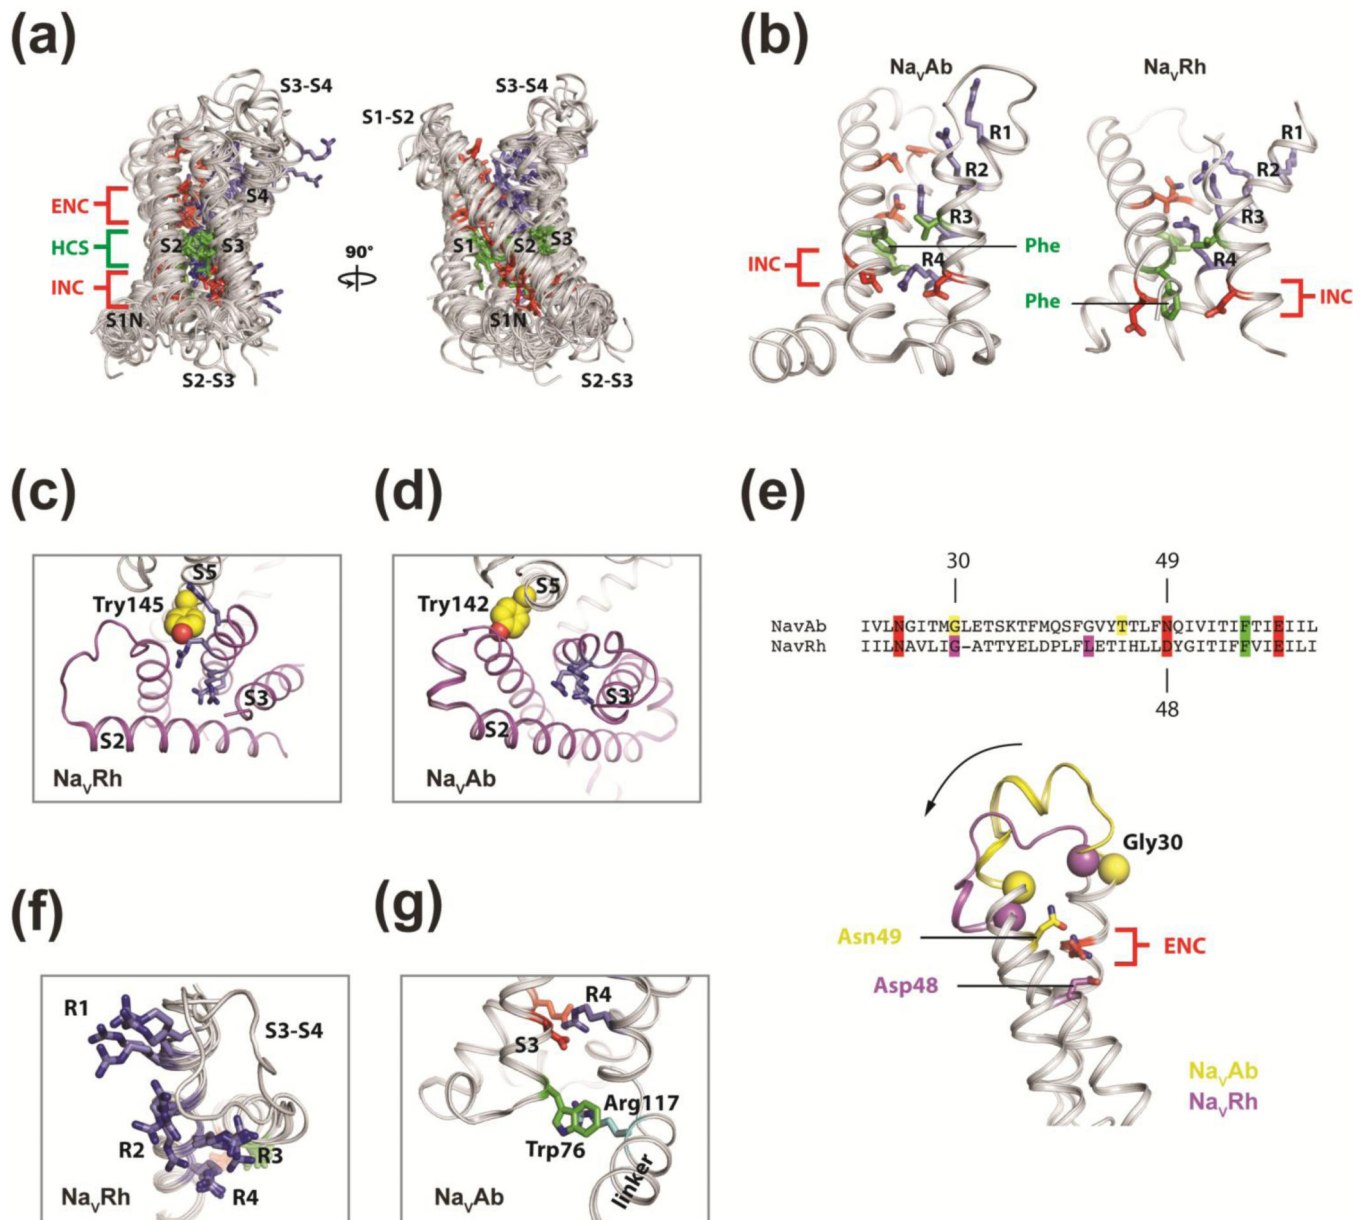 (a)
S3-S4
S3-S4
S1-S2
ENC
S4
HCS
S2
S3
S1
S2
S3
90°
INC
S1N
S1N
S2-S3
S2-S3
(b)
NaVAb
NaVRh
R1
R1
R2
R2
R3
R3
Phe
INC
R4
R4
Phe
INC
(c)
S5
Try145
S3
S2
NaVRh
(d)
S5
Try142
S3
S2
NaVAb
(e)
30
49
NavAb IVLNGITMGLETSKTFMQSFGVYTTLFNQIVITIFTIEIIL
NavRh IILNAVLIG-ATTYELDPLFLETIHLLDYGITIFFVIEILI
48
Gly30
Asn49
ENC
Asp48
NaVAb
NaVRh
(f)
R1
S3-S4
R2
R3
R4
NaVRh
(g)
R4
S3
Arg117
Trp76
linker
NaVAb